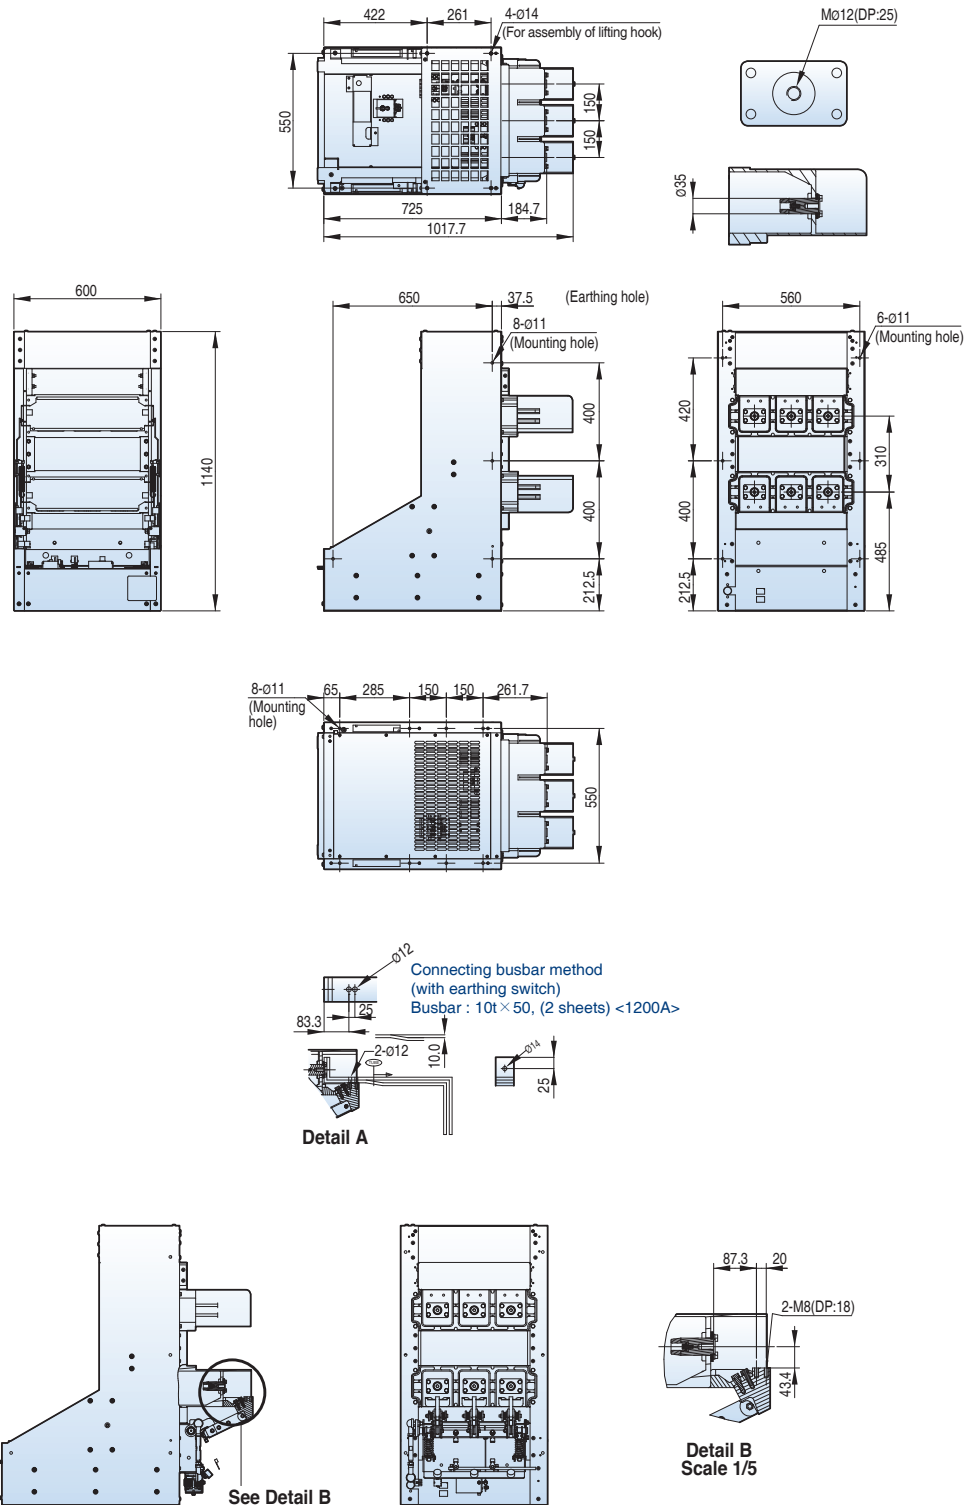 422
261
4-Ø14
(For assembly of lifting hook)
MØ12(DP:25)
550
150
150
725
184.7
1017.7
Ø35
600
1140
650
37.5
(Earthing hole)
8-Ø11
(Mounting hole)
400
400
212.5
560
6-Ø11
(Mounting hole)
420
400
212.5
310
485
8-Ø11
(Mounting
hole)
65
285
150
150
261.7
550
Ø12
Connecting busbar method
(with earthing switch)
Busbar : 10t×50, (2 sheets) <1200A>
25
83.3
2-Ø12
10.0
Ø14
25
Detail A
87.3
20
2-M8(DP:18)
43.4
Detail B
Scale 1/5
See Detail B